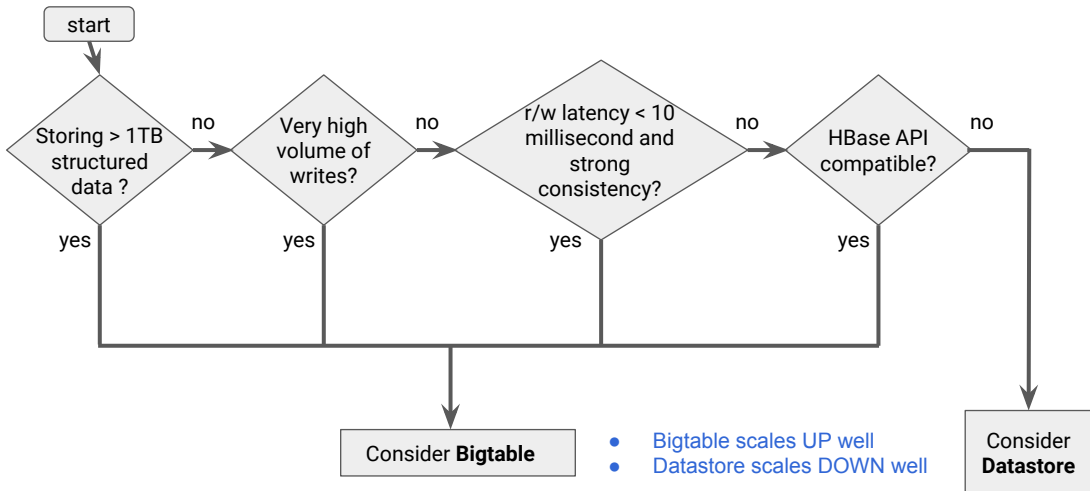 start
Storing > 1TB
structured
data ?
no
yes
Very high
volume of
writes?
no
yes
r/w latency < 10
millisecond and
strong
consistency?
no
yes
HBase API
compatible?
no
yes
Consider Bigtable
● Bigtable scales UP well
● Datastore scales DOWN well
Consider
Datastore